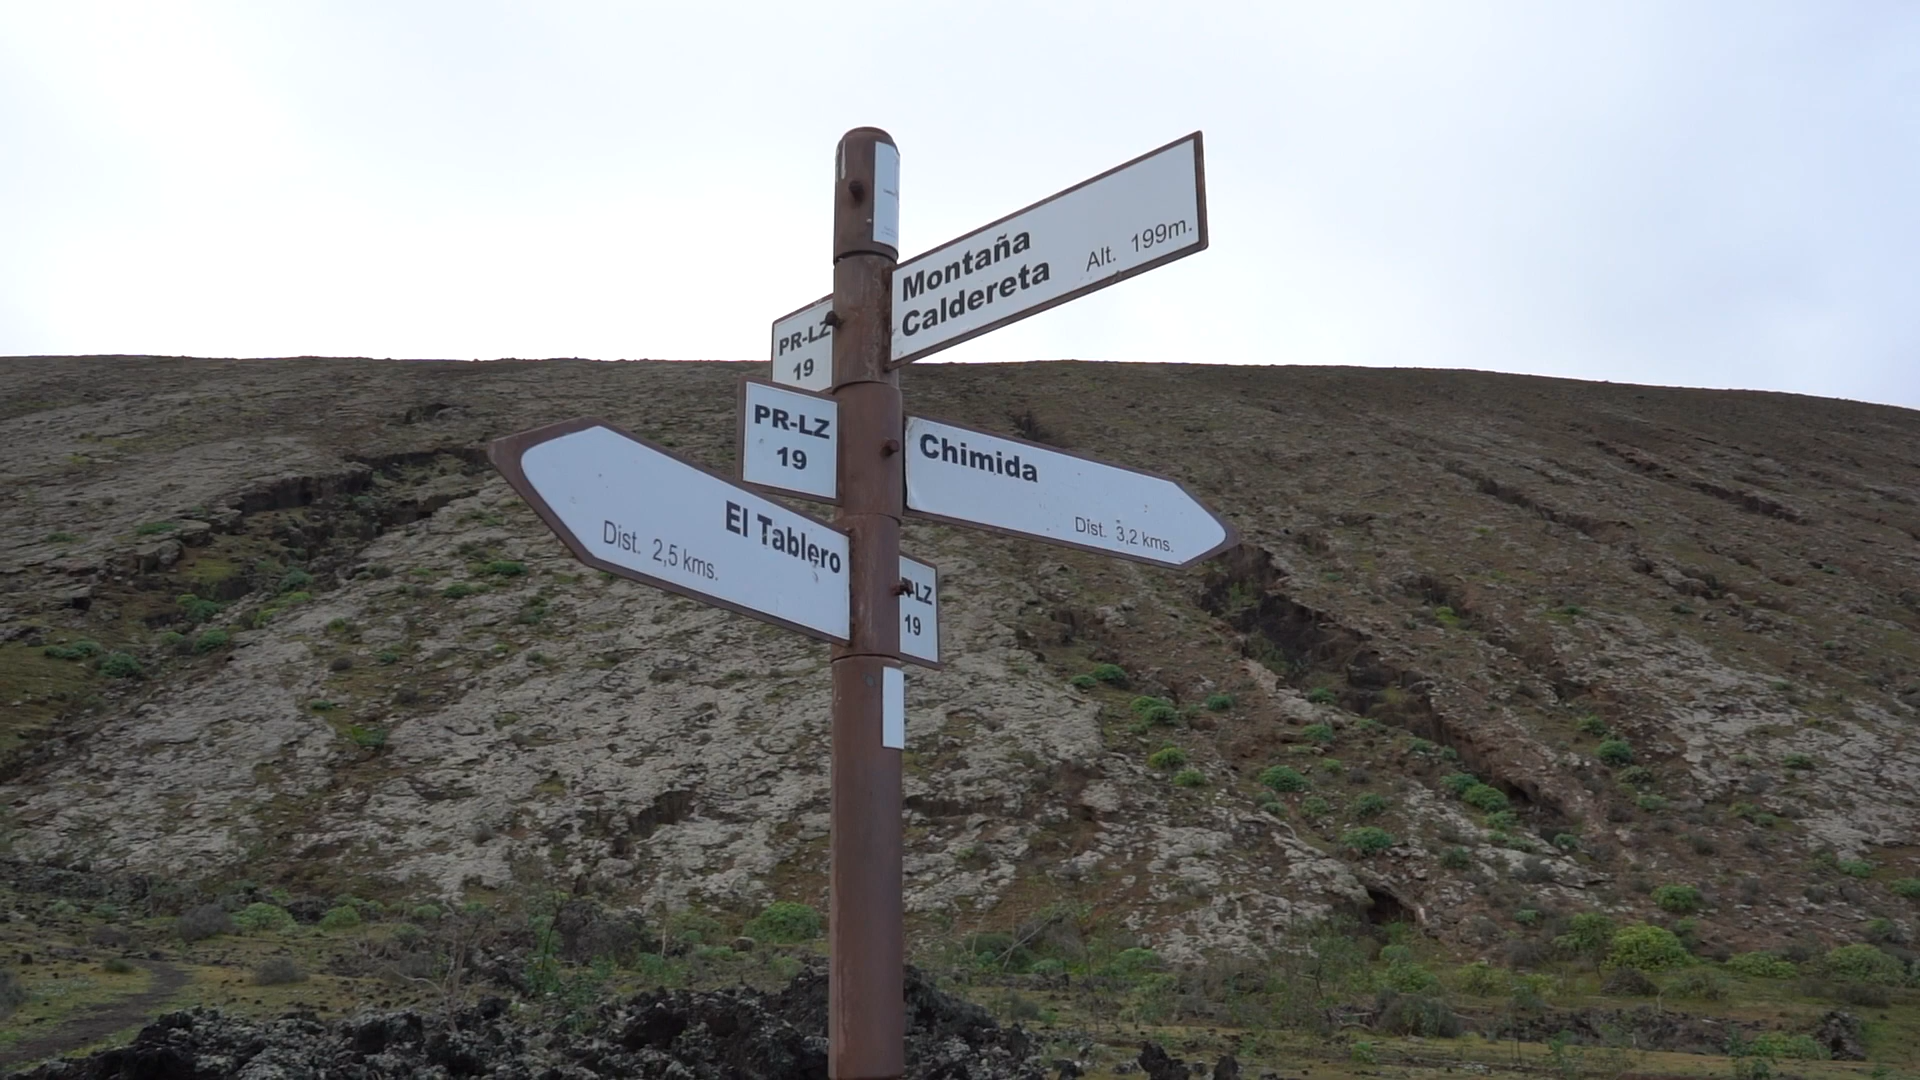 Montaña
Caldereta
Alt. 199m.
PR-LZ
19
PR-LZ
19
Chimida
Dist. 3,2 kms.
El Tablero
Dist. 2,5 kms.
-LZ
19